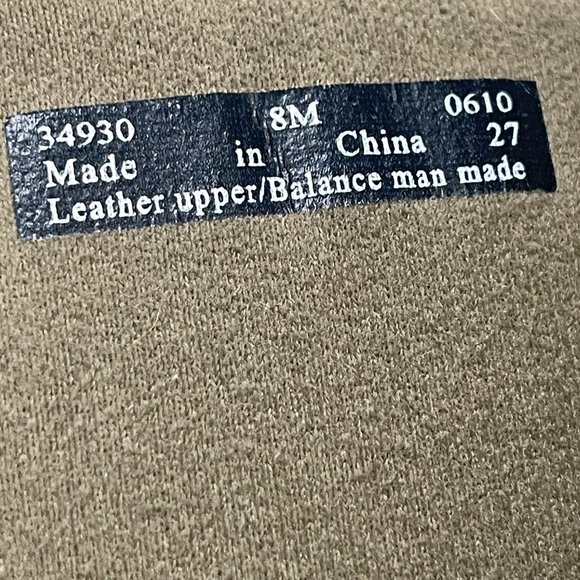 34930 8M 0610
Made in China 27
Leather upper/Balance man made